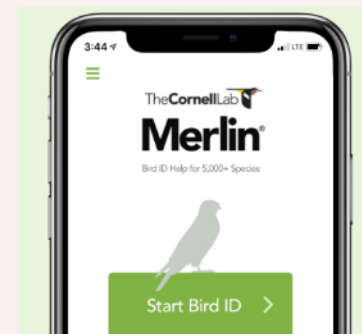 3:44
LTE
TheCornellLab
Merlin®
Bird ID Help for 5,000+ Species
Start Bird ID